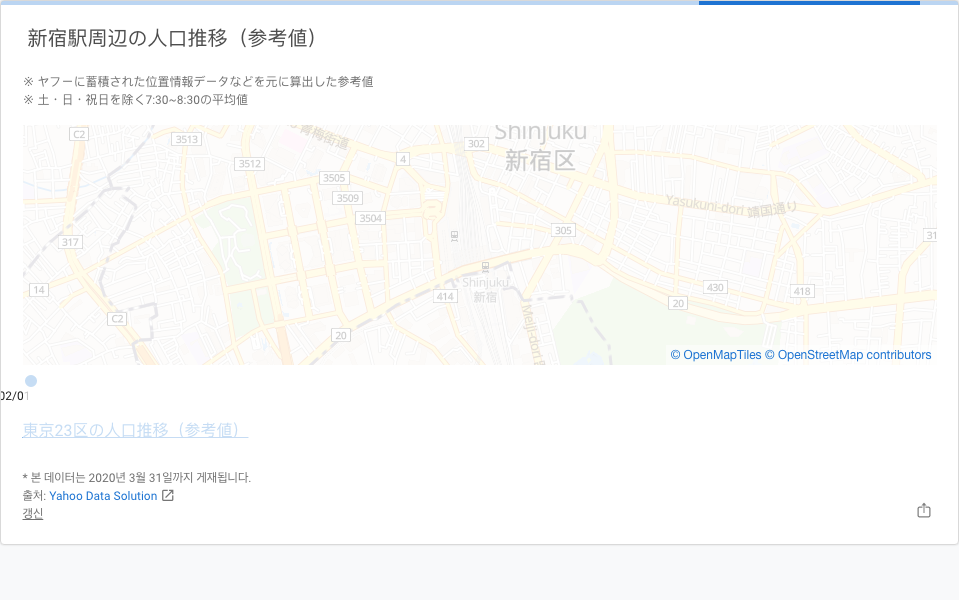 新宿駅周辺の人口推移（参考値）
※ ヤフーに蓄積された位置情報データなどを元に算出した参考値
※ 土・日・祝日を除く7:30~8:30の平均値
C2
3513
青梅街道
302
Shinjuku
新宿区
4
3512
3505
3509
3504
Yasukuni-dori 靖国通り
305
317
31
Shinjuku
新宿
14
414
430
418
20
C2
20
Meiji-dori
© OpenMapTiles © OpenStreetMap contributors
02/01
東京23区の人口推移（参考値）
* 본 데이터는 2020년 3월 31일까지 게재됩니다.
출처: Yahoo Data Solution
갱신